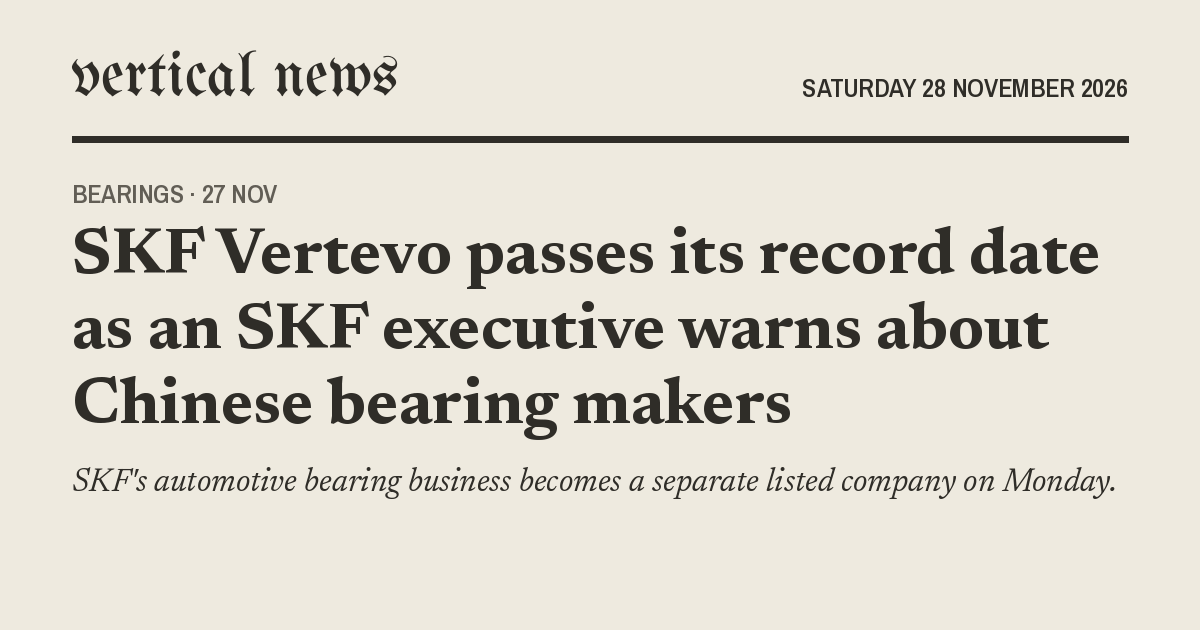 vertical news
SATURDAY 28 NOVEMBER 2026
BEARINGS · 27 NOV
SKF Vertevo passes its record date
as an SKF executive warns about
Chinese bearing makers
SKF's automotive bearing business becomes a separate listed company on Monday.